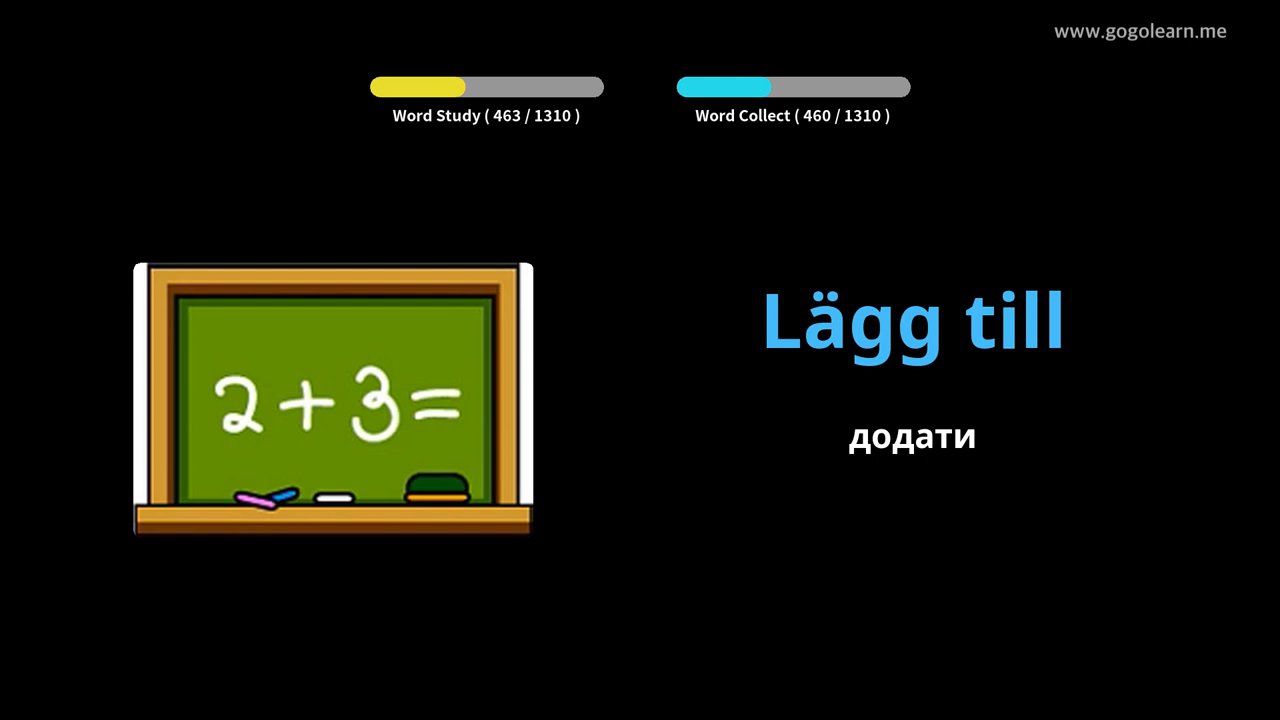 www.gogolearn.me
Word Study ( 463 / 1310 )
Word Collect ( 460 / 1310 )
2+3=
Lägg till
додати